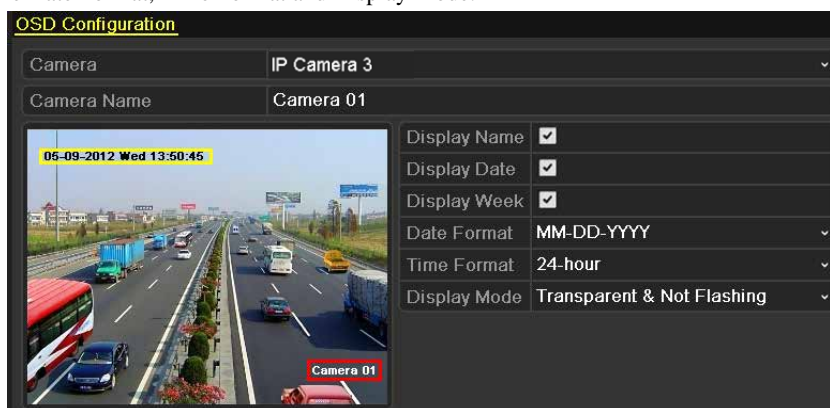 OSD Configuration
Camera IP Camera 3
Camera Name Camera 01
05-09-2012 Wed 13:50:45
Camera 01
Display Name
Display Date
Display Week
Date Format MM-DD-YYYY
Time Format 24-hour
Display Mode Transparent & Not Flashing